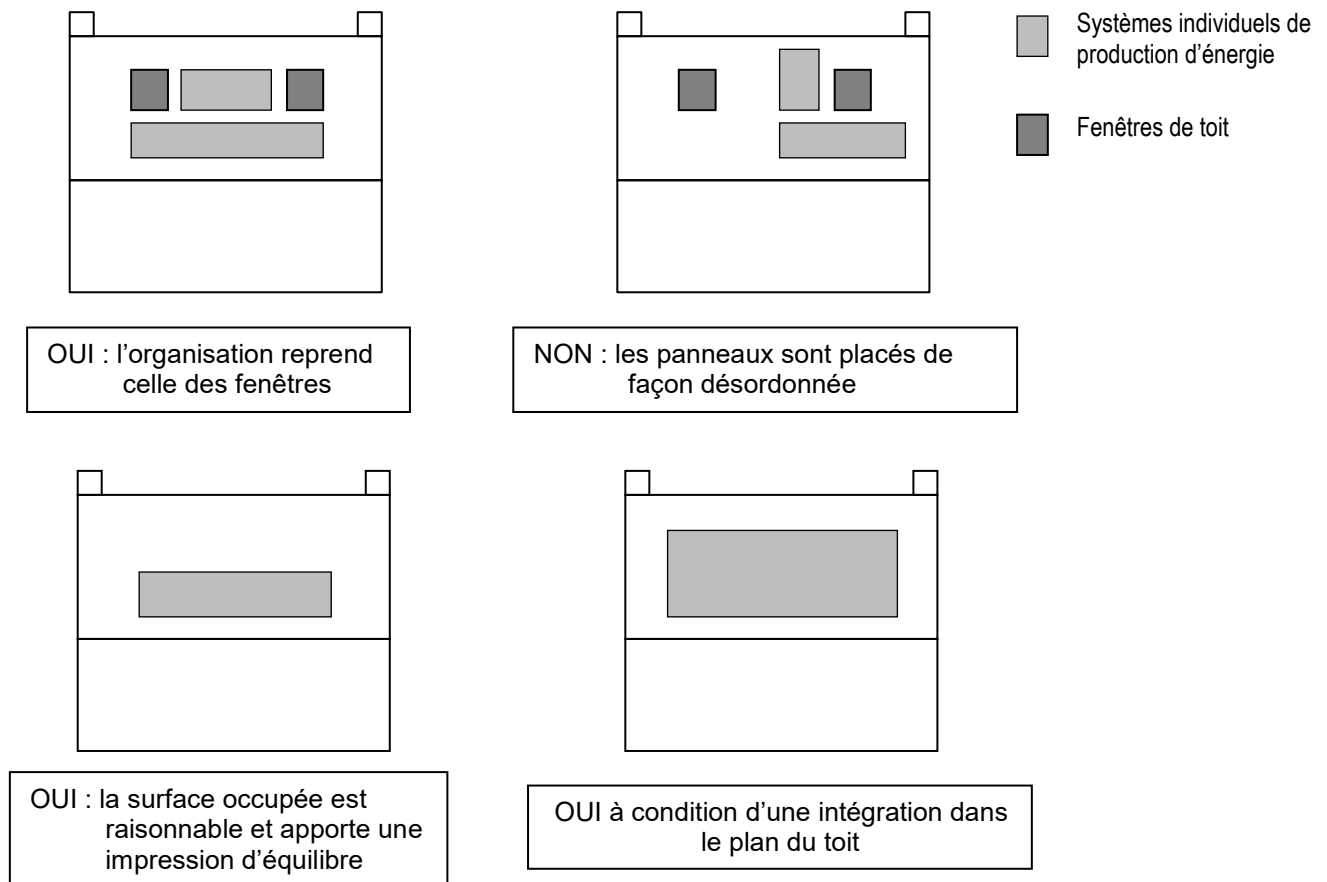 Systèmes individuels de
production d’énergie
Fenêtres de toit
OUI : l’organisation reprend
celle des fenêtres
NON : les panneaux sont placés de
façon désordonnée
OUI : la surface occupée est
raisonnable et apporte une
impression d’équilibre
OUI à condition d’une intégration dans
le plan du toit